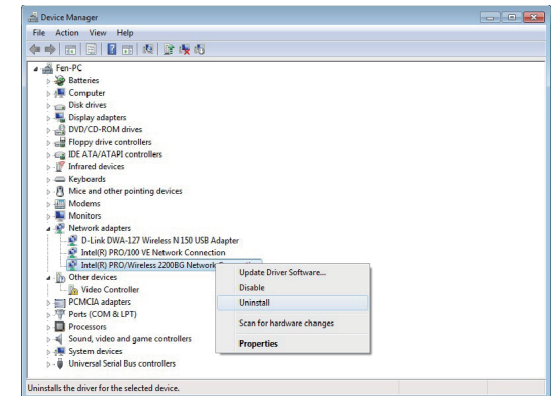 Device Manager
File Action View Help
Fen-PC
Batteries
Computer
Disk drives
Display adapters
DVD/CD-ROM drives
Floppy drive controllers
IDE ATA/ATAPI controllers
Infrared devices
Keyboards
Mice and other pointing devices
Modems
Monitors
Network adapters
D-Link DWA-127 Wireless N 150 USB Adapter
Intel(R) PRO/100 VE Network Connection
Intel(R) PRO/Wireless 2200BG Network
Update Driver Software...
Disable
Uninstall
Scan for hardware changes
Properties
Other devices
Video Controller
PCMCIA adapters
Ports (COM & LPT)
Processors
Sound, video and game controllers
System devices
Universal Serial Bus controllers
Uninstalls the driver for the selected device.